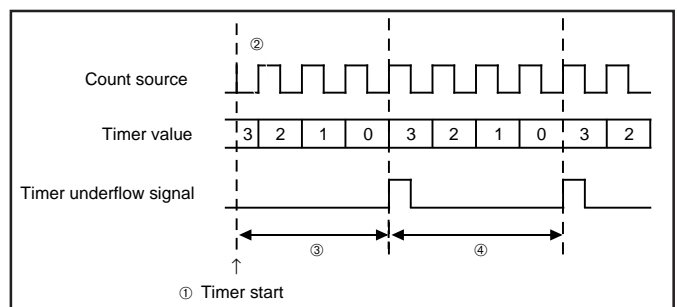 ②
Count source
Timer value 3 2 1 0 3 2 1 0 3 2
Timer underflow signal
③ ④
↑
① Timer start